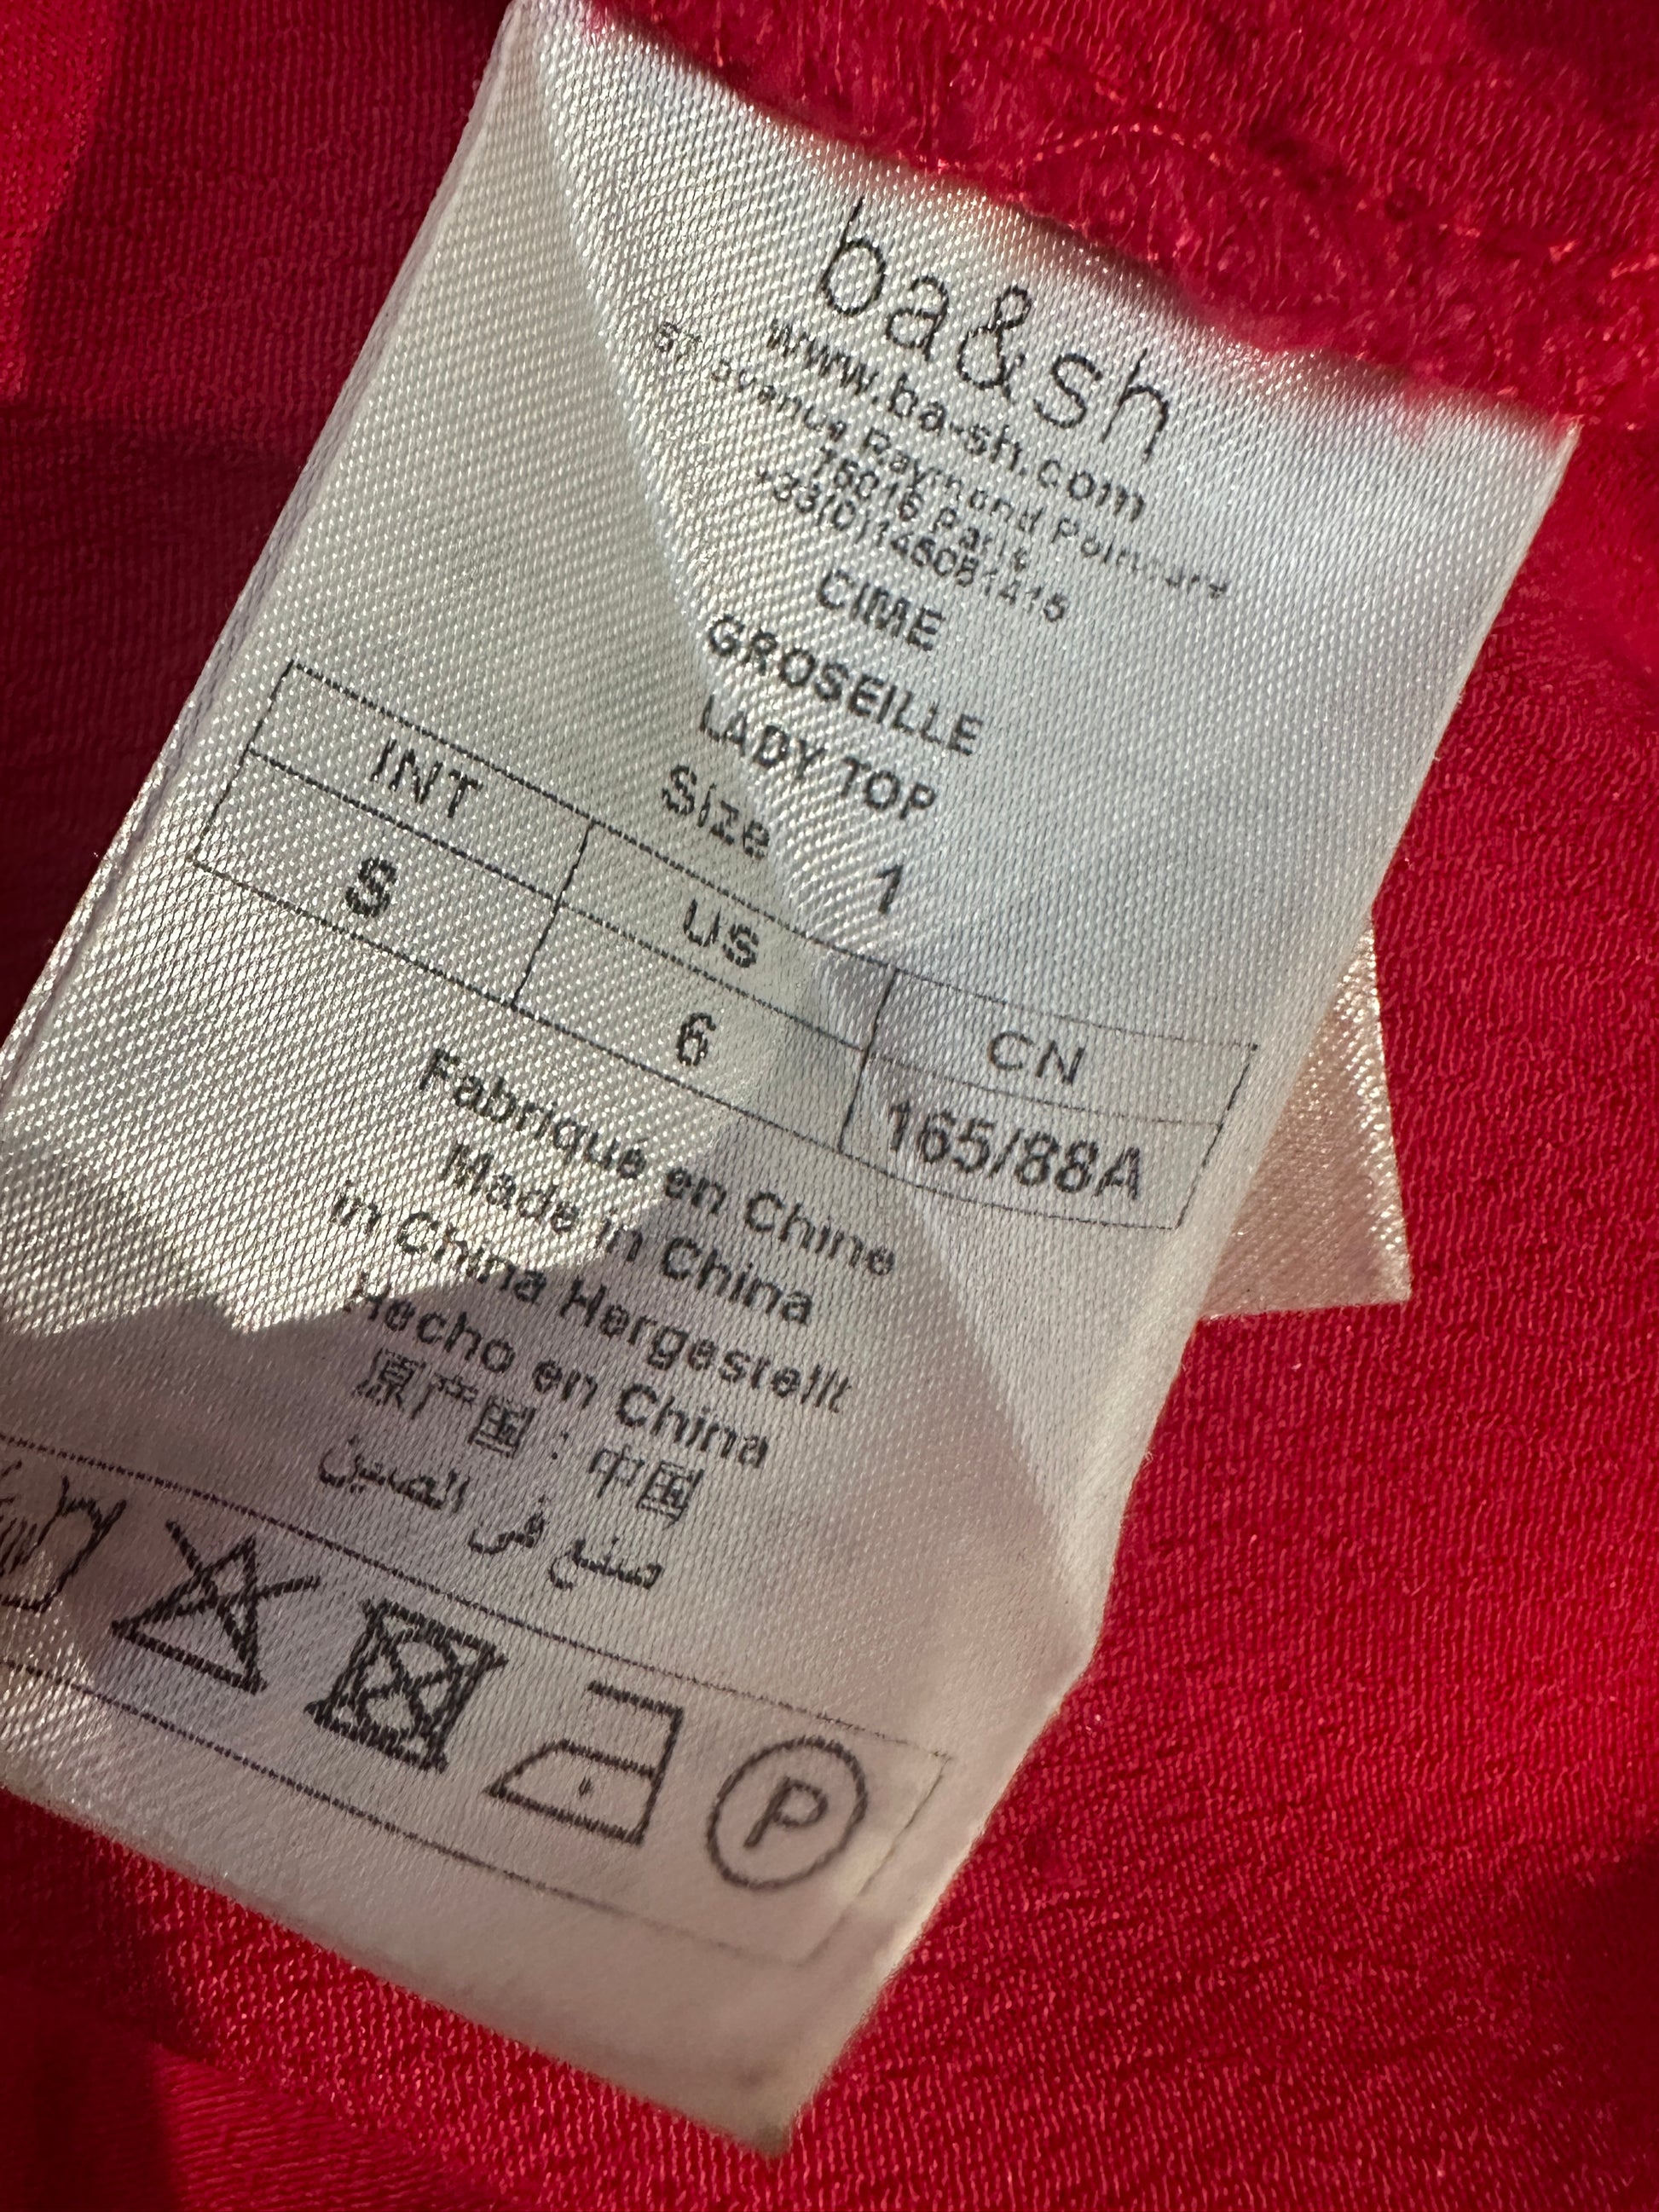 ba&sh
www.ba-sh.com
57 avenue Raymond Poincaré
75016 Paris
+33(0)145051415
CIME
GROSEILLE
LADY TOP
Size 1
INT US CN
S 6 165/88A
Fabriqué en Chine
Made in China
in China Hergestellt
Hecho en China
原产国 : 中国
صنع في الصين
P